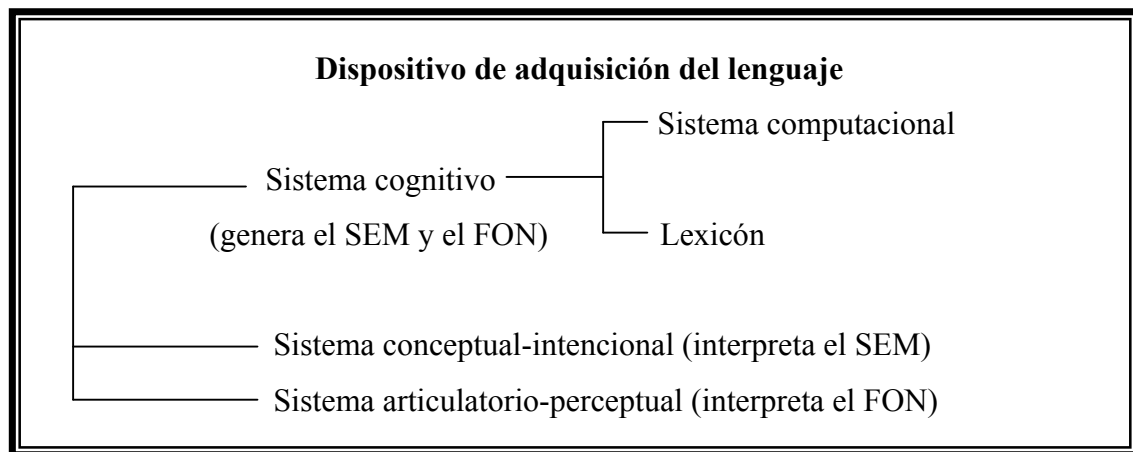 Dispositivo de adquisición del lenguaje
Sistema computacional
Sistema cognitivo
(genera el SEM y el FON)
Lexicón
Sistema conceptual-intencional (interpreta el SEM)
Sistema articulatorio-perceptual (interpreta el FON)